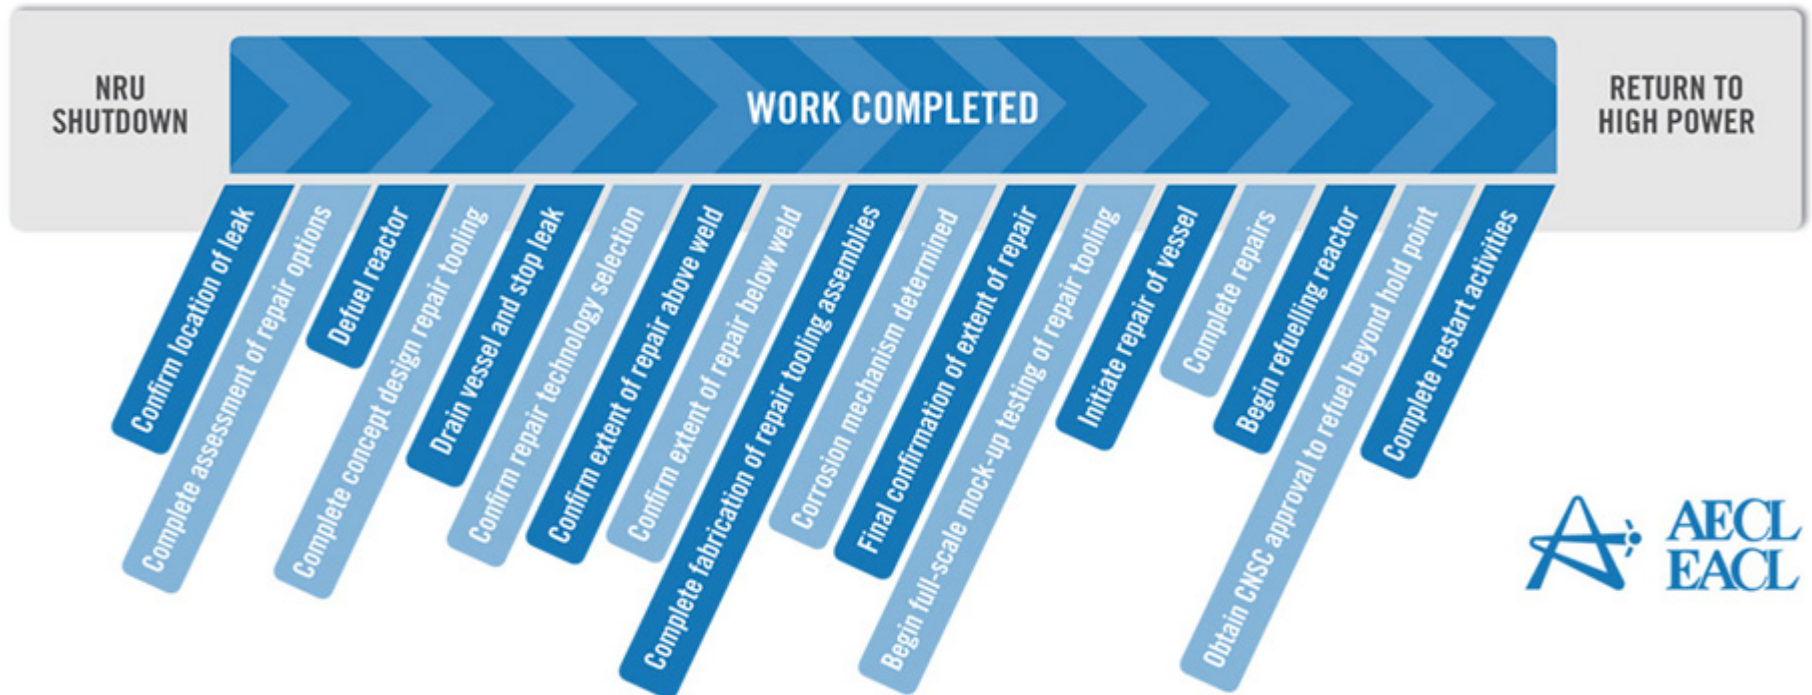 NRU
SHUTDOWN
WORK COMPLETED
RETURN TO
HIGH POWER
Confirm location of leak
Complete assessment of repair options
Defuel reactor
Complete concept design repair tooling
Drain vessel and stop leak
Confirm repair technology selection
Confirm extent of repair above weld
Confirm extent of repair below weld
Complete fabrication of repair tooling assemblies
Corrosion mechanism determined
Final confirmation of extent of repair
Begin full-scale mock-up testing of repair tooling
Initiate repair of vessel
Complete repairs
Begin refuelling reactor
Obtain CNSC approval to refuel beyond hold point
Complete restart activities
AECL
EACL